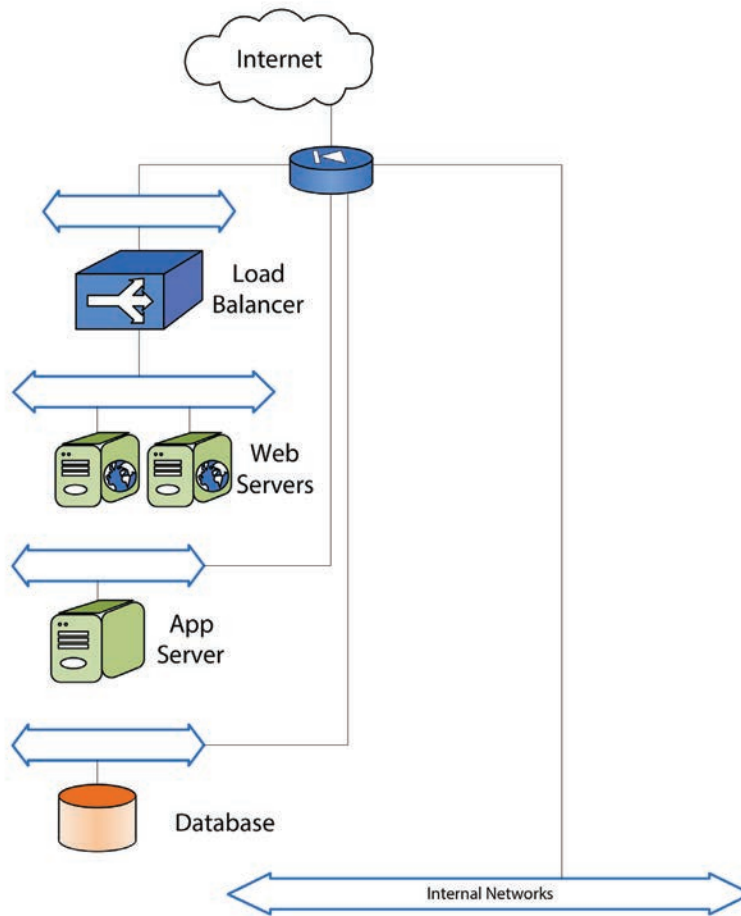 Internet
Load
Balancer
Web
Servers
App
Server
Database
Internal Networks